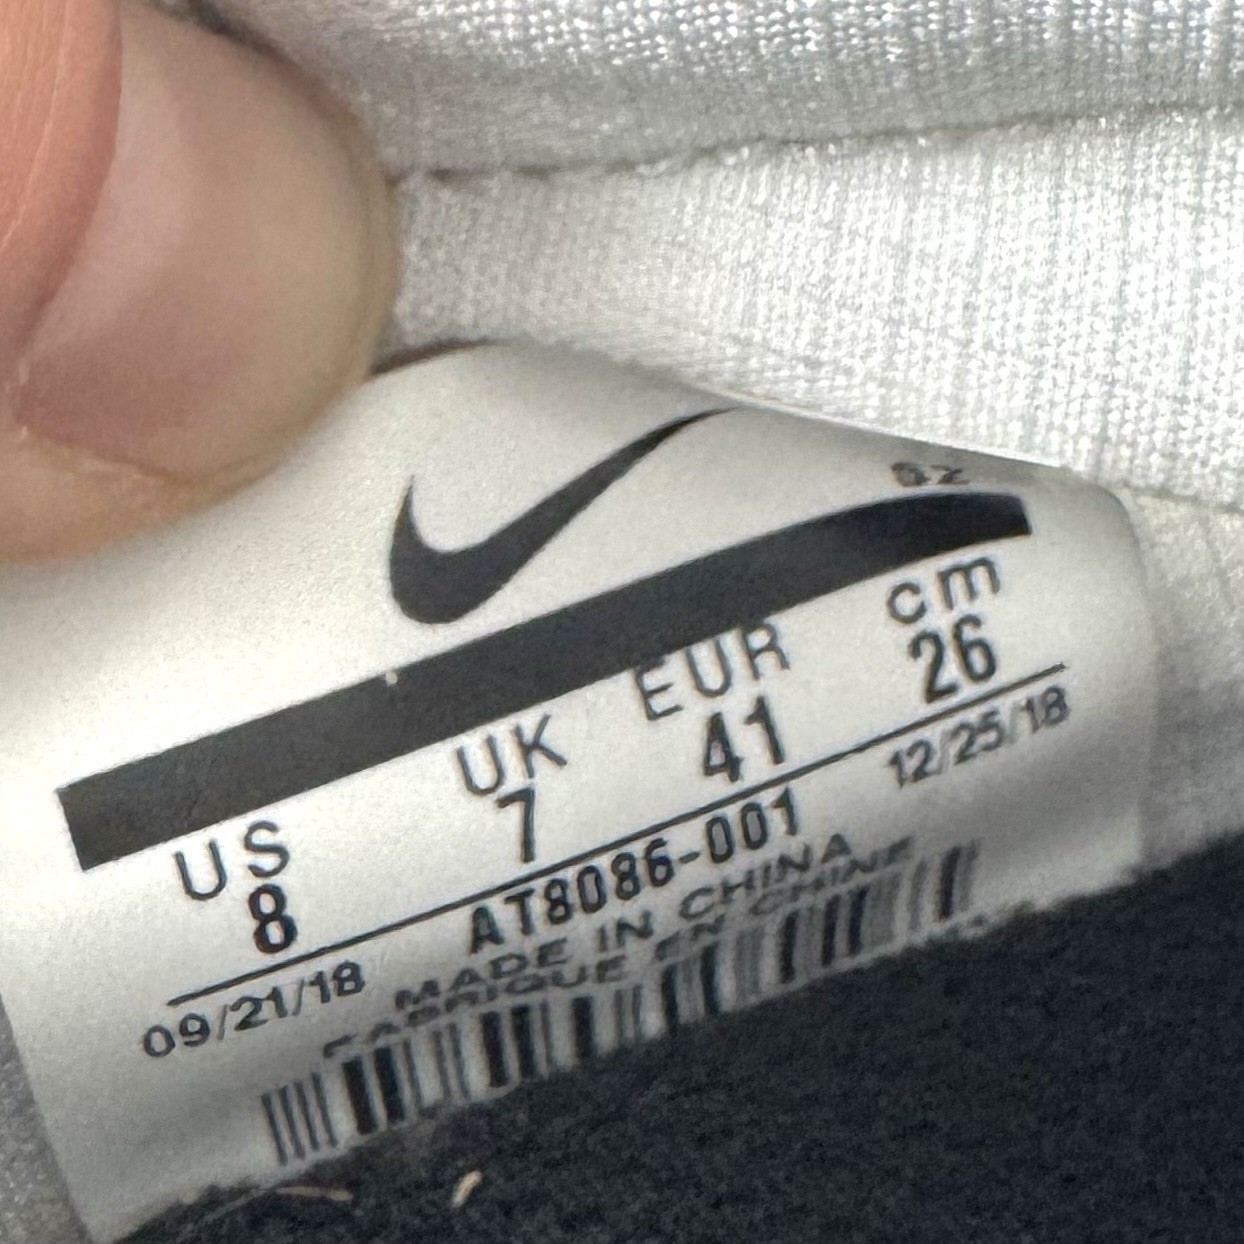 US UK EUR cm
8 7 41 26
09/21/18 AT8086-001 12/25/18
MADE IN CHINA
FABRIQUE EN CHINE